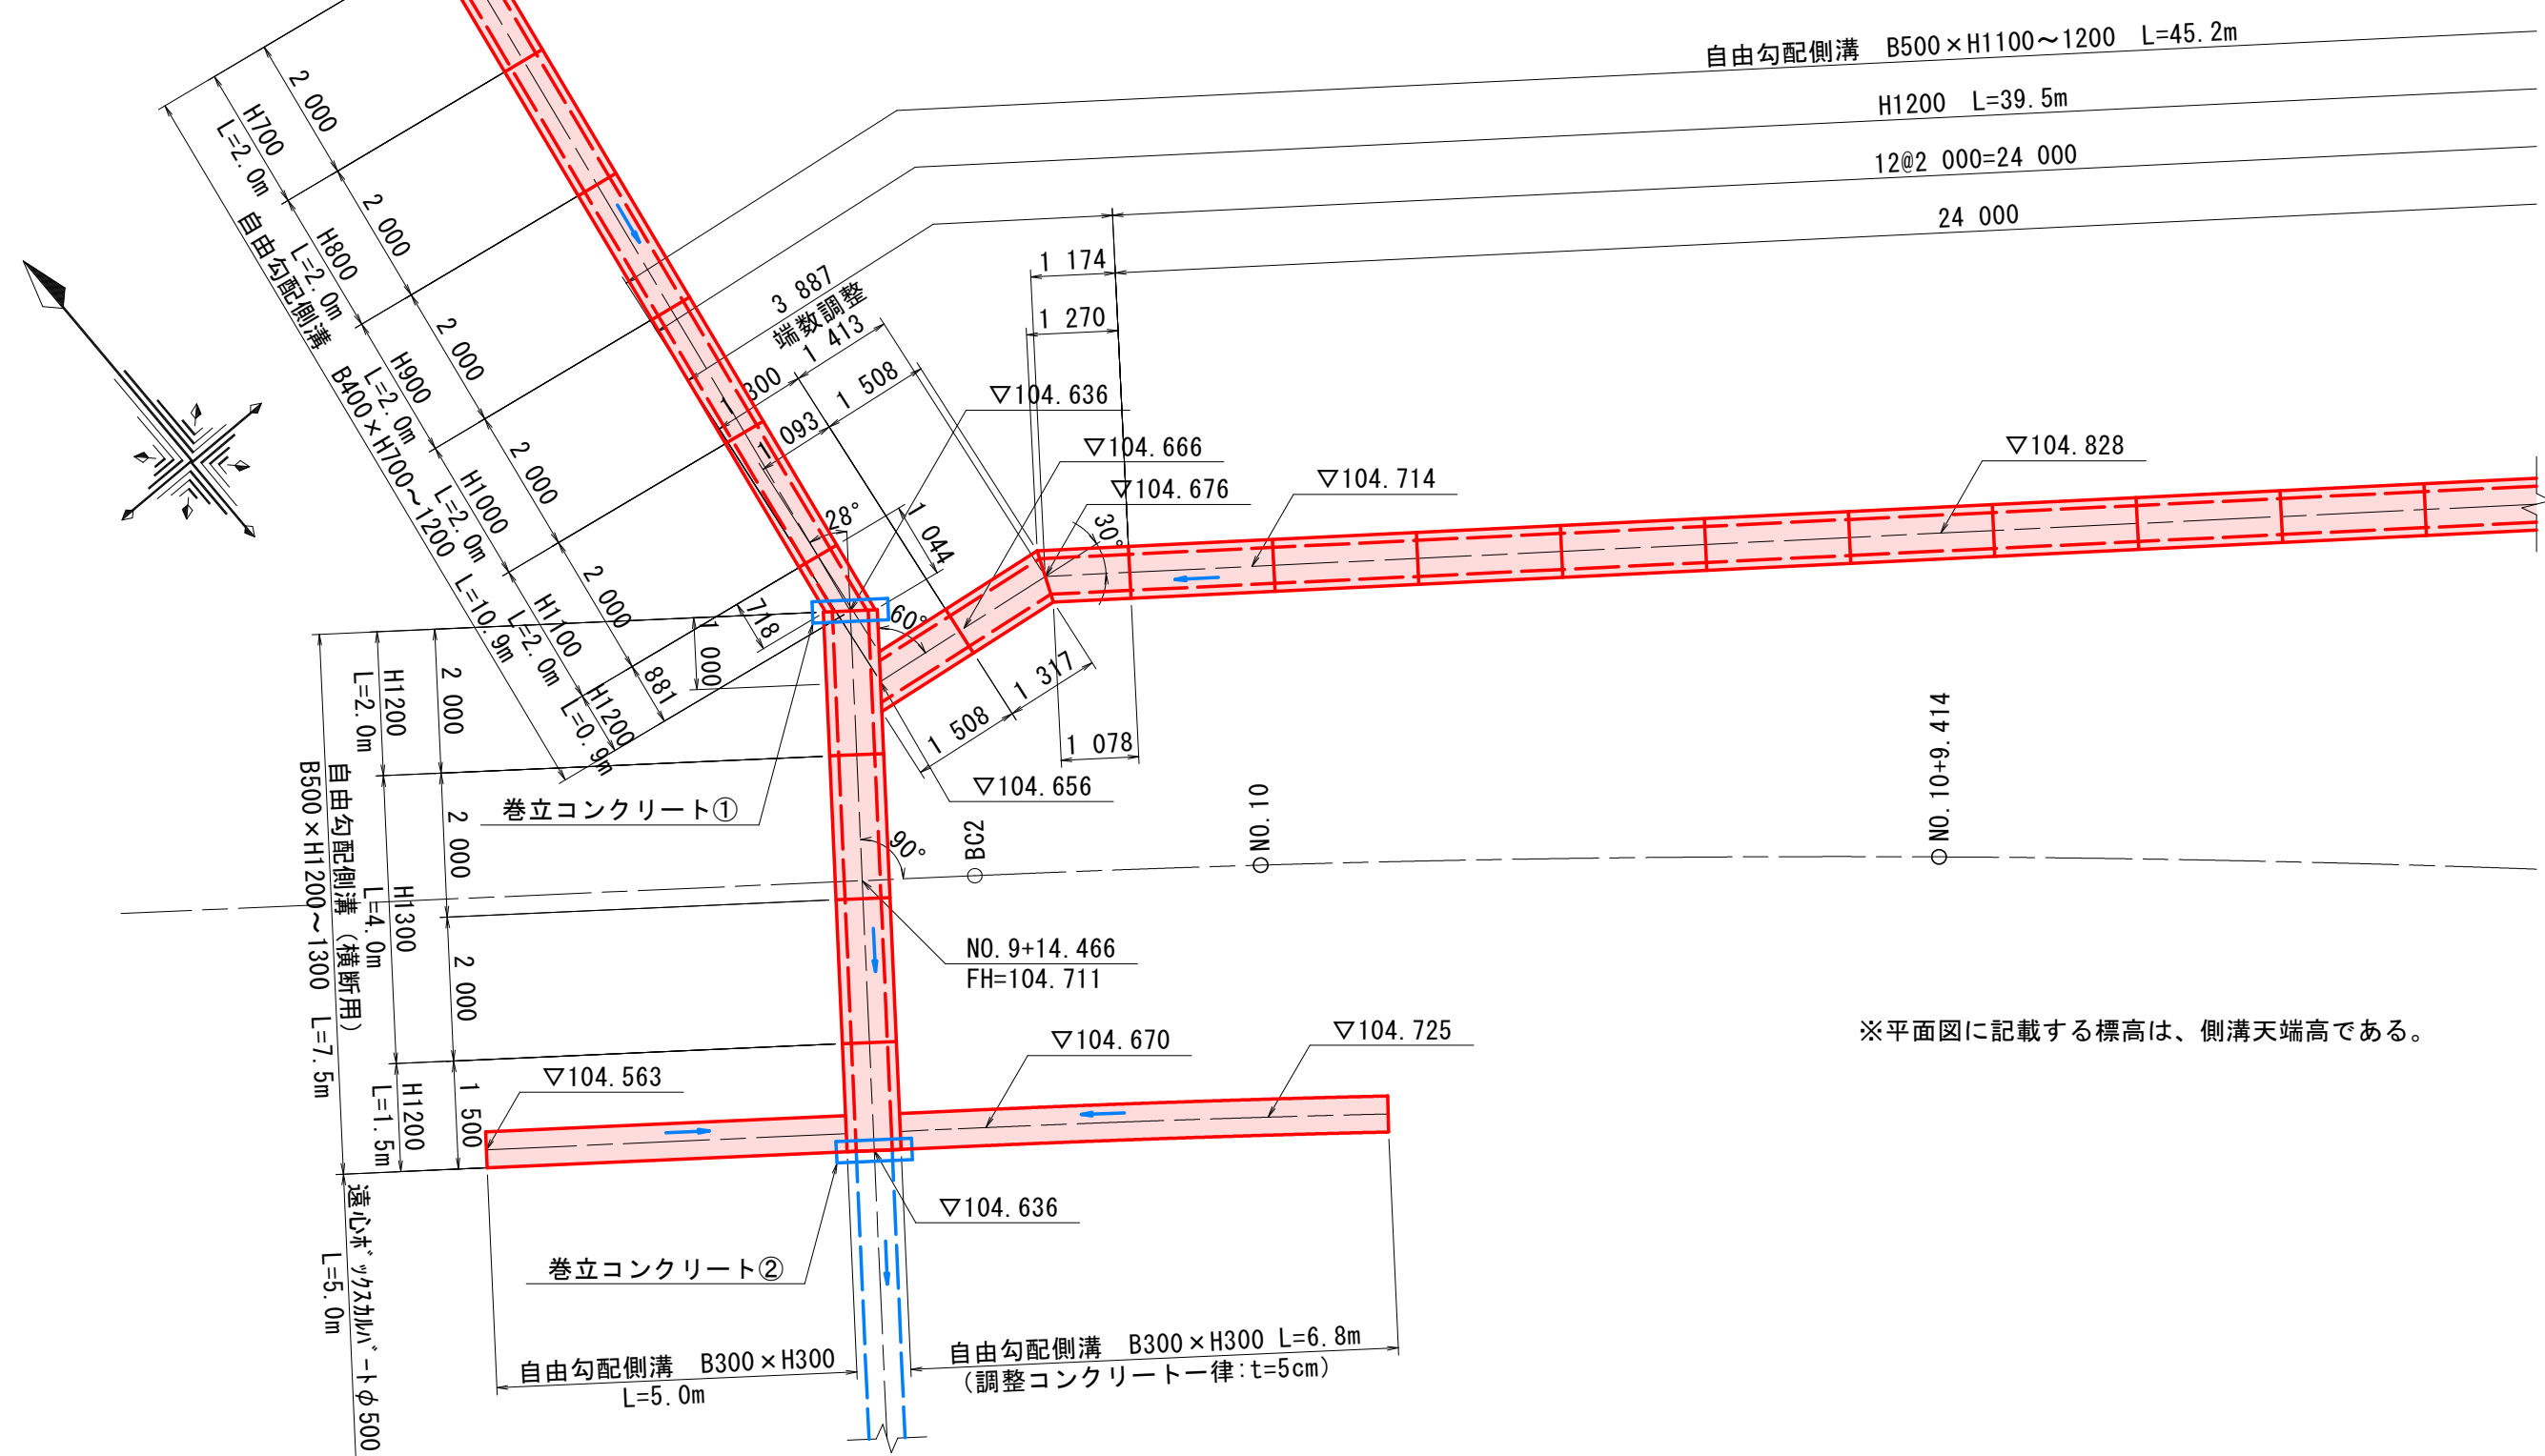 自由勾配側溝　B500×H1100～1200　L=45.2m
H1200　L=39.5m
12@2 000=24 000
24 000
1 174
1 270
3 887
端数調整
1 413
1 300
1 508
1 093
▽104.636
▽104.666
▽104.676
▽104.714
▽104.828
30°
28°
60°
1 044
718
1 000
1 317
1 508
1 078
▽104.656
2 000
2 000
2 000
2 000
2 000
881
H700
L=2.0m
H800
L=2.0m
H900
L=2.0m
H1000
L=2.0m
H1100
L=2.0m
H1200
L=0.9m
自由勾配側溝　B400×H700～1200　L=10.9m
2 000
2 000
2 000
1 500
H1200
L=2.0m
H1300
L=4.0m
H1200
L=1.5m
自由勾配側溝（横断用）
B500×H1200～1300　L=7.5m
巻立コンクリート①
90°
BC2
NO.10
NO.10+9.414
NO.9+14.466
FH=104.711
※平面図に記載する標高は、側溝天端高である。
▽104.563
▽104.670
▽104.725
▽104.636
巻立コンクリート②
遠心ﾎﾞｯｸｽｶﾙﾊﾞｰﾄφ500
L=5.0m
自由勾配側溝　B300×H300
L=5.0m
自由勾配側溝　B300×H300 L=6.8m
（調整コンクリート一律:t=5cm）